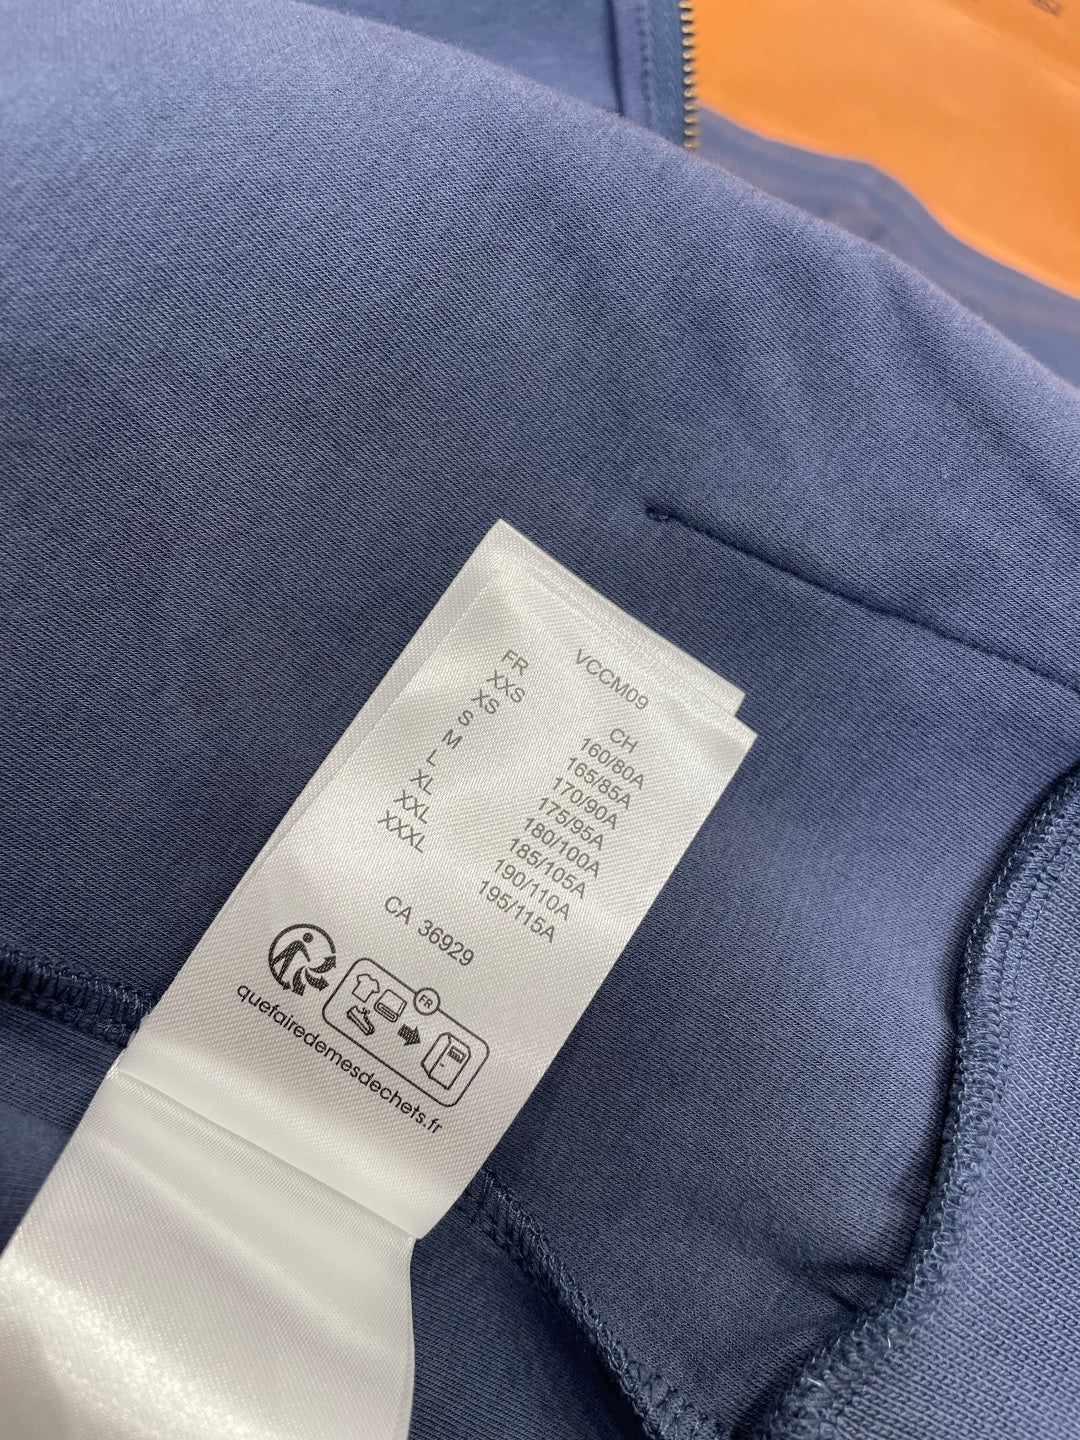 VCCM09
FR CH
XXS 160/80A
XS 165/85A
S 170/90A
M 175/95A
L 180/100A
XL 185/105A
XXL 190/110A
XXXL 195/115A
CA 36929
FR
quefairedemesdechets.fr